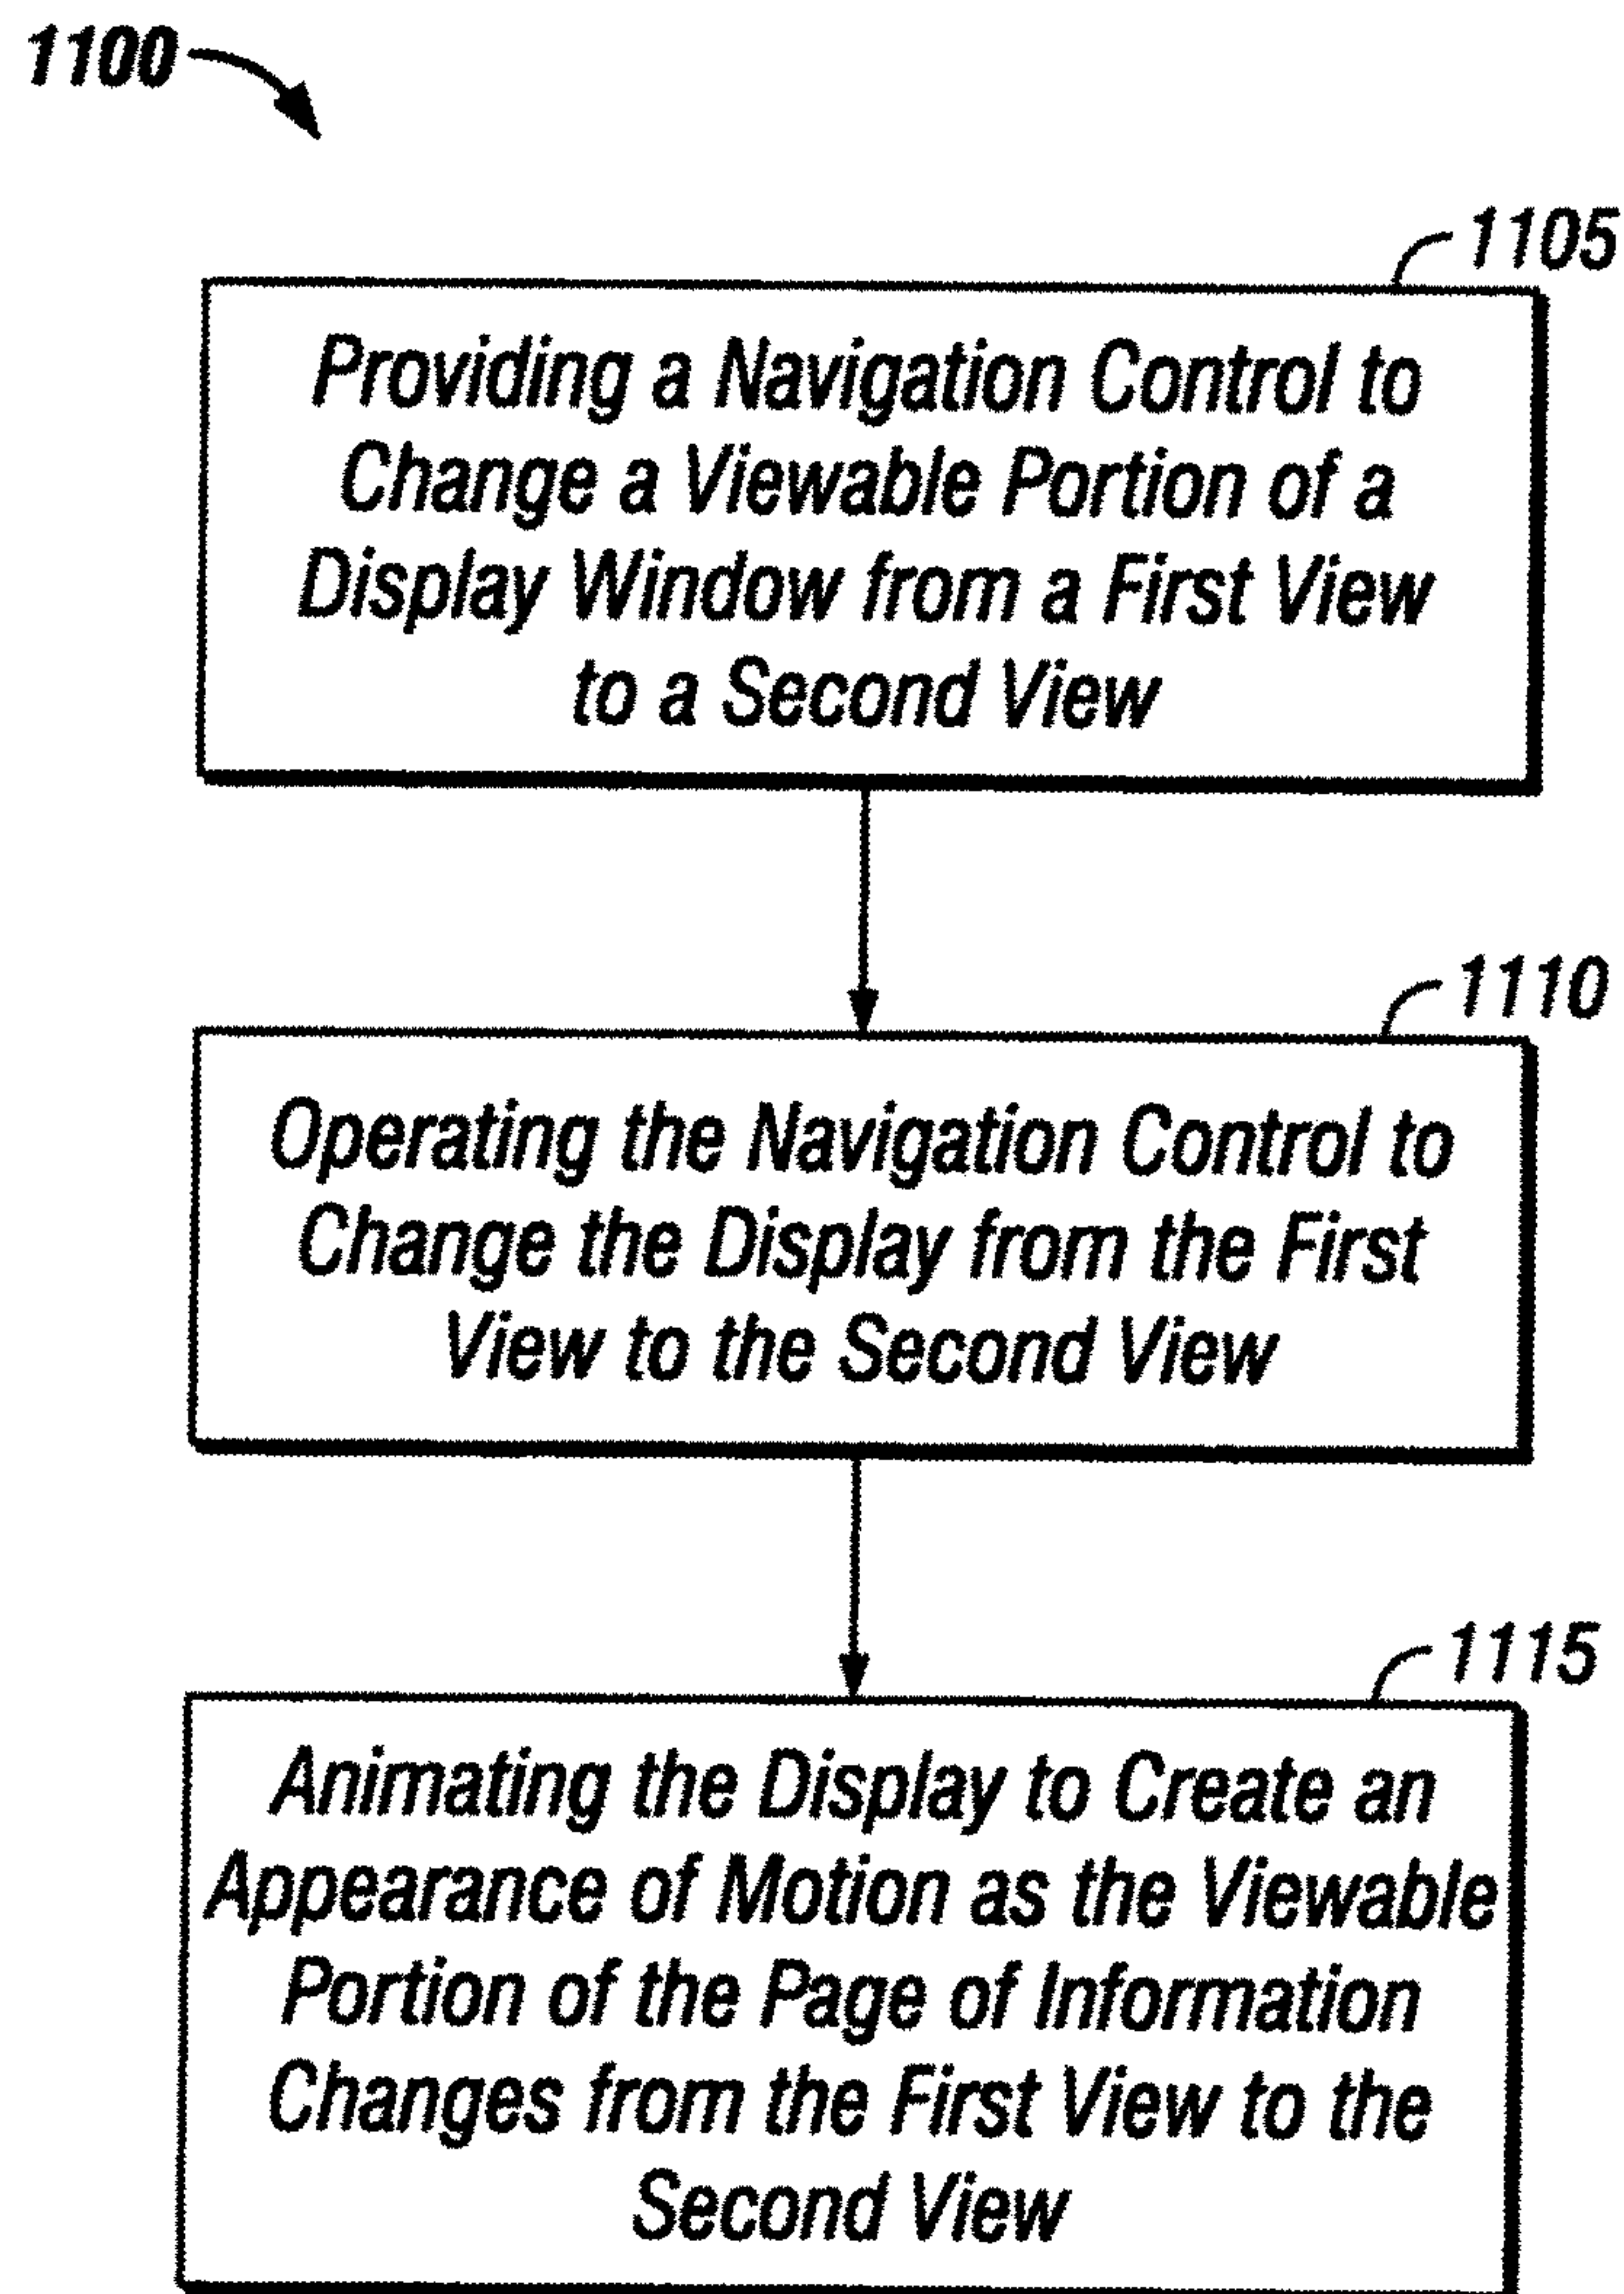 1100
1105
Providing a Navigation Control to
Change a Viewable Portion of a
Display Window from a First View
to a Second View
1110
Operating the Navigation Control to
Change the Display from the First
View to the Second View
1115
Animating the Display to Create an
Appearance of Motion as the Viewable
Portion of the Page of Information
Changes from the First View to the
Second View